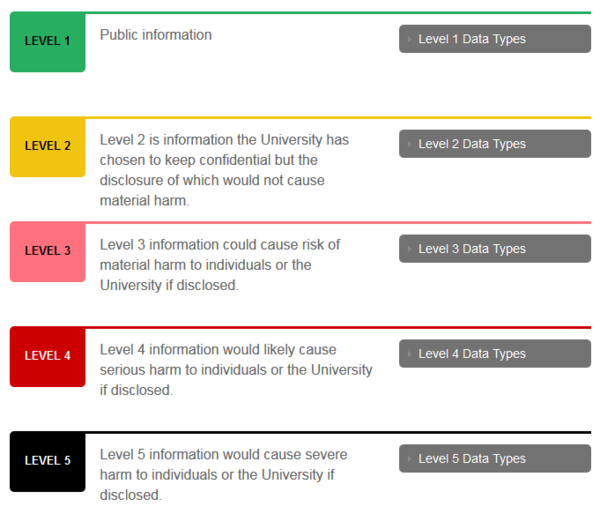 LEVEL 1
Public information
Level 1 Data Types
LEVEL 2
Level 2 is information the University has
chosen to keep confidential but the
disclosure of which would not cause
material harm.
Level 2 Data Types
LEVEL 3
Level 3 information could cause risk of
material harm to individuals or the
University if disclosed.
Level 3 Data Types
LEVEL 4
Level 4 information would likely cause
serious harm to individuals or the University
if disclosed.
Level 4 Data Types
LEVEL 5
Level 5 information would cause severe
harm to individuals or the University if
disclosed.
Level 5 Data Types